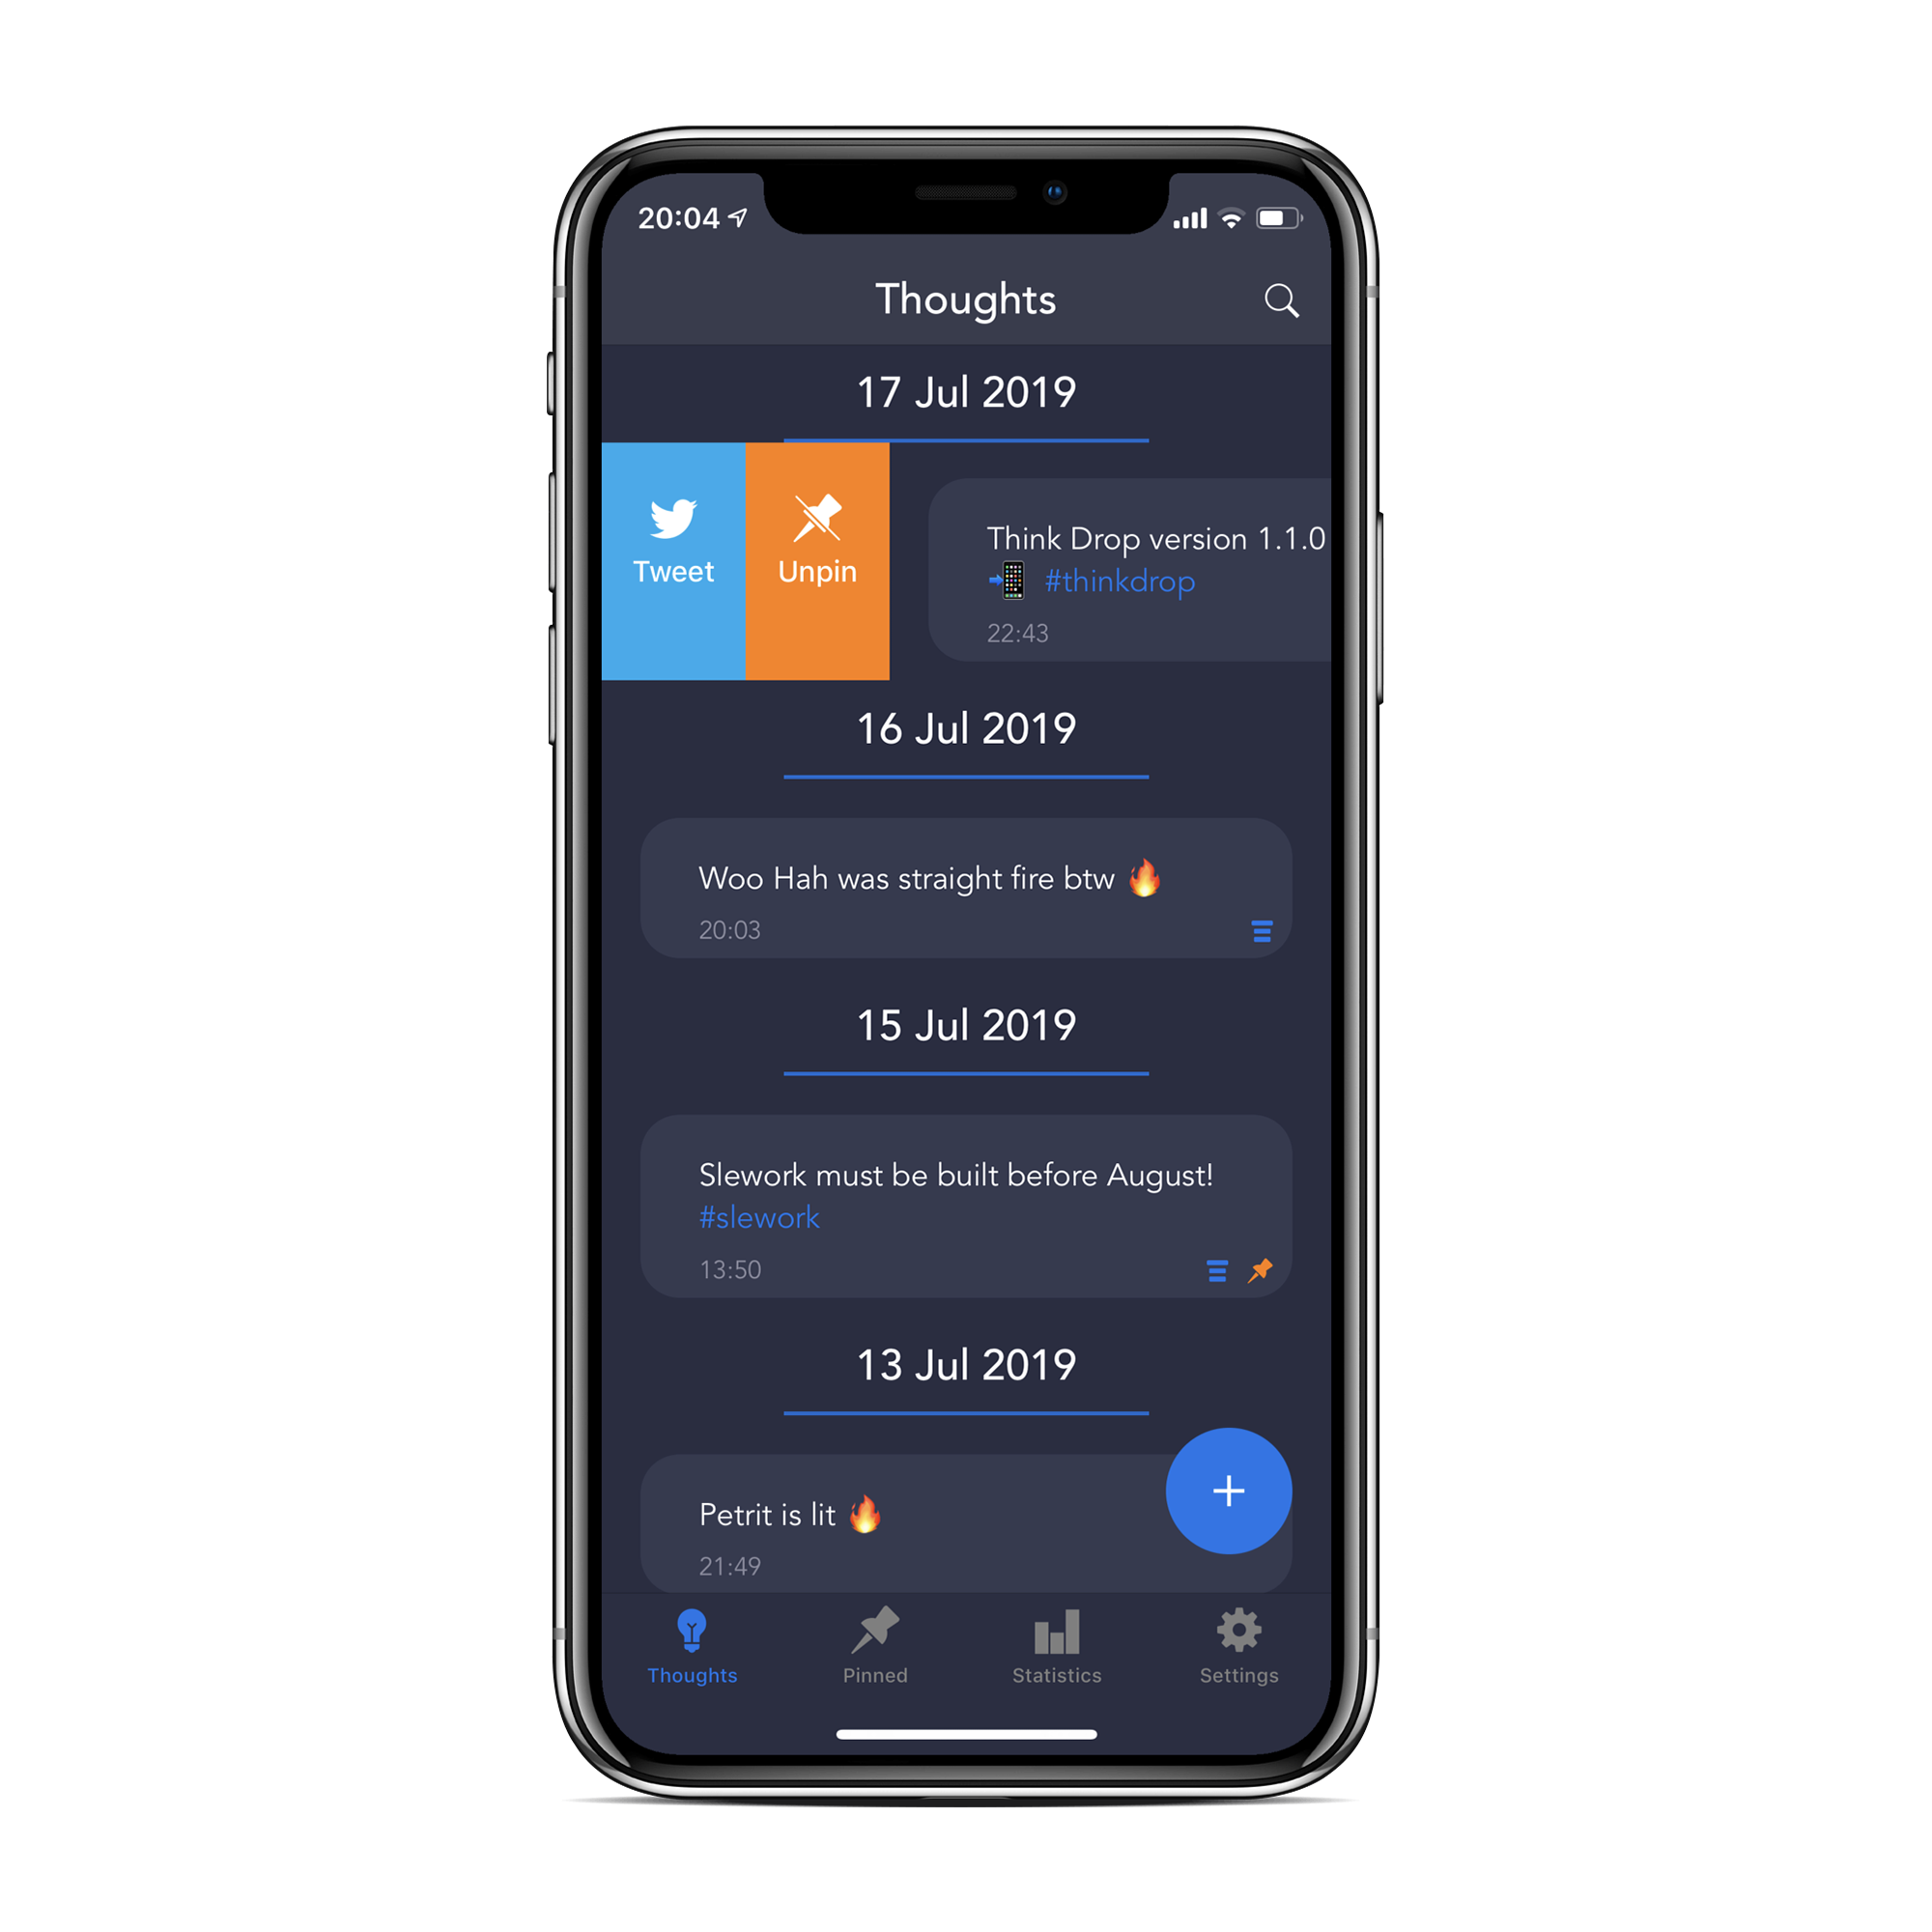 20:04
Thoughts
17 Jul 2019
Tweet
Unpin
Think Drop version 1.1.0
#thinkdrop
22:43
16 Jul 2019
Woo Hah was straight fire btw 🔥
20:03
15 Jul 2019
Slework must be built before August!
#slework
13:50
13 Jul 2019
Petrit is lit 🔥
21:49
Thoughts
Pinned
Statistics
Settings